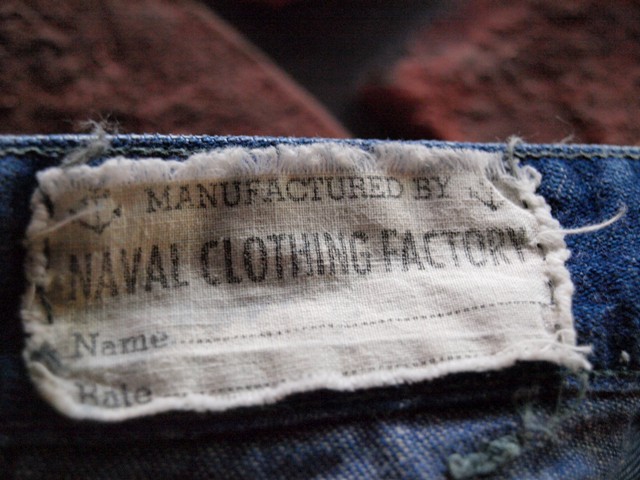 MANUFACTURED BY
NAVAL CLOTHING FACTORY
Name
Rate